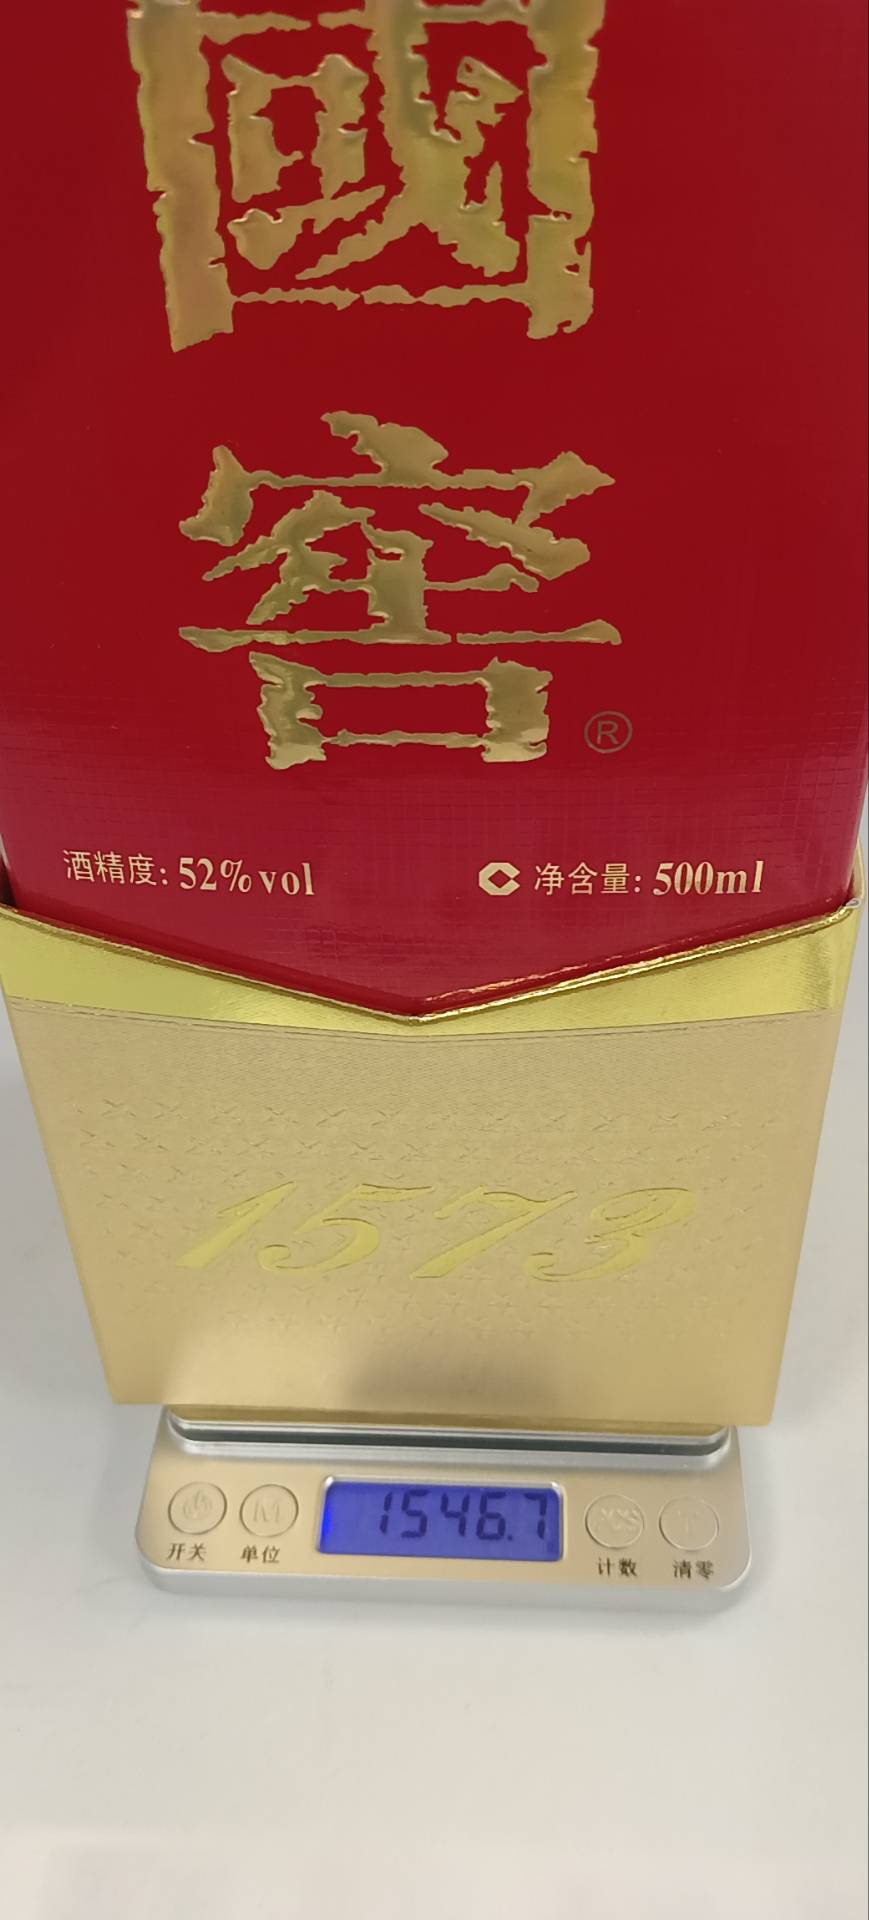 國
窖
®
酒精度: 52%vol
净含量: 500ml
1573
1546.7
M
T
开关
单位
计数
清零